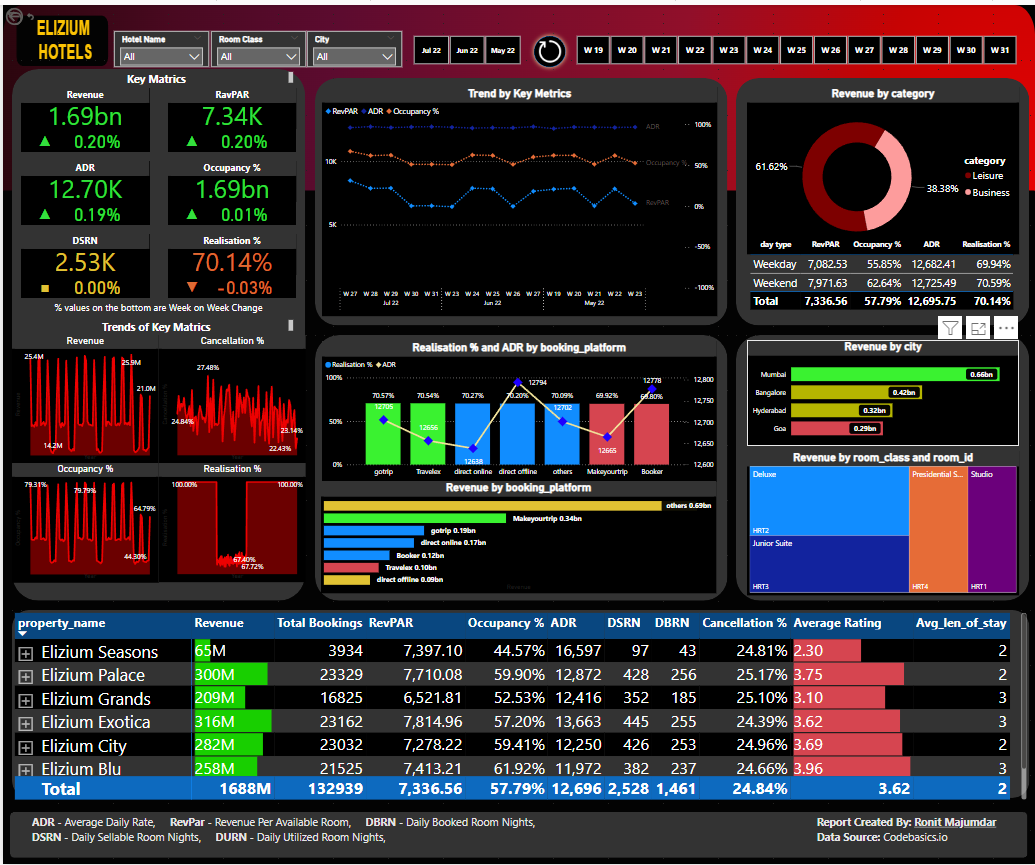 ELIZIUM
HOTELS
Hotel Name
All
Room Class
All
City
All
Jul 22 Jun 22 May 22
W 19 W 20 W 21 W 22 W 23 W 24 W 25 W 26 W 27 W 28 W 29 W 30 W 31
Key Matrics
Revenue
1.69bn
0.20%
RavPAR
7.34K
0.20%
ADR
12.70K
0.19%
Occupancy %
1.69bn
0.01%
DSRN
2.53K
0.00%
Realisation %
70.14%
-0.03%
% values on the bottom are Week on Week Change
Trends of Key Matrics
Revenue
25.4M
25.9M
21.0M
14.2M
Cancellation %
27.48%
24.84%
23.14%
22.43%
Occupancy %
79.31%
79.79%
64.79%
44.30%
Realisation %
100.00%
100.00%
67.40%
67.72%
Trend by Key Metrics
RevPAR ADR Occupancy %
10K
5K
100%
50%
0%
-50%
-100%
ADR
Occupancy %
RevPAR
W 27 W 28 W 29 W 30 W 31 W 23 W 24 W 25 W 26 W 27 W 19 W 20 W 21 W 22 W 23
Jul 22 Jun 22 May 22
Revenue by category
61.62%
38.38%
category
Leisure
Business
day type RevPAR Occupancy % ADR Realisation %
Weekday 7,082.53 55.85% 12,682.41 69.94%
Weekend 7,971.63 62.64% 12,725.49 70.59%
Total 7,336.56 57.79% 12,695.75 70.14%
Realisation % and ADR by booking_platform
Realisation % ADR
100%
50%
0%
12,800
12,750
12,700
12,650
12,600
70.57% 70.54% 70.27% 70.20% 70.09% 69.92% 69.80%
12705 12656 12638 12794 12702 12665 12778
gotrip Travelex direct online direct offline others Makeyourtrip Booker
Revenue by booking_platform
others 0.69bn
Makeyourtrip 0.34bn
gotrip 0.19bn
direct online 0.17bn
Booker 0.12bn
Travelex 0.10bn
direct offline 0.09bn
Revenue by city
Mumbai 0.66bn
Bangalore 0.42bn
Hyderabad 0.32bn
Goa 0.29bn
Revenue by room_class and room_id
Deluxe
HRT2
Junior Suite
HRT3
Presidential S...
HRT4
Studio
HRT1
property_name Revenue Total Bookings RevPAR Occupancy % ADR DSRN DBRN Cancellation % Average Rating Avg_len_of_stay
Elizium Seasons 65M 3934 7,397.10 44.57% 16,597 97 43 24.81% 2.30 2
Elizium Palace 300M 23329 7,710.08 59.90% 12,872 428 256 25.17% 3.75 2
Elizium Grands 209M 16825 6,521.81 52.53% 12,416 352 185 25.10% 3.10 3
Elizium Exotica 316M 23162 7,814.96 57.20% 13,663 445 255 24.39% 3.62 3
Elizium City 282M 23032 7,278.22 59.41% 12,250 426 253 24.96% 3.69 2
Elizium Blu 258M 21525 7,413.21 61.92% 11,972 382 237 24.66% 3.96 3
Total 1688M 132939 7,336.56 57.79% 12,696 2,528 1,461 24.84% 3.62 2
ADR - Average Daily Rate, RevPar - Revenue Per Available Room, DBRN - Daily Booked Room Nights,
DSRN - Daily Sellable Room Nights, DURN - Daily Utilized Room Nights,
Report Created By: Ronit Majumdar
Data Source: Codebasics.io